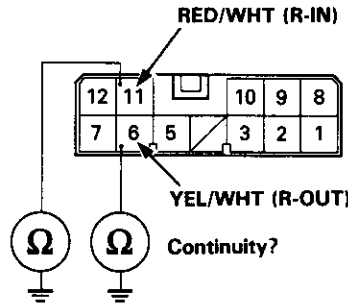 RED/WHT (R-IN)
12 11 10 9 8
7 6 5 3 2 1
YEL/WHT (R-OUT)
Ω Ω Continuity?